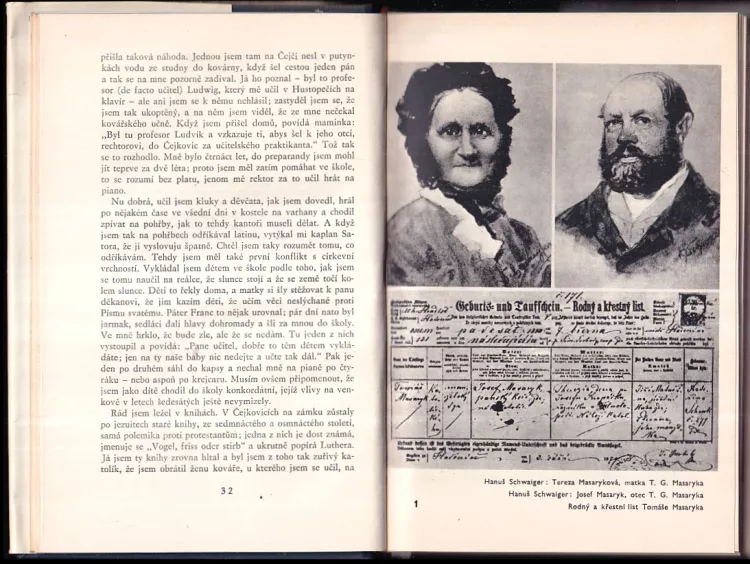 přišla taková náhoda. Jednou jsem tam na Čejči nesl v putyn-
kách vodu ze studny do kovárny, když šel cestou jeden pán
a tak se na mne pozorně zadíval. Já ho poznal – byl to profe-
sor (de facto učitel) Ludwig, který mě učil v Hustopečích na
klavír – ale ani jsem se k němu nehlásil; zastyděl jsem se, že
jsem tak ukoptěný, a na něm jsem viděl, že ze mne nečekal
kovářského učně. Když jsem přišel domů, povídá maminka:
„Byl tu profesor Ludvík a vzkazuje ti, abys šel k jeho otci,
rechtorovi, do Čejkovic za učitelského praktikanta.“ Tož tak
se to rozhodlo. Mně bylo čtrnáct let, do preparandy jsem mohl
jít teprve za dvě léta; proto jsem měl zatím pomáhat ve škole,
to se rozumí bez platu, jenom mě rektor za to učil hrát na
piano.
Nu dobrá, učil jsem kluky a děvčata, jak jsem dovedl, hrál
po nějakém čase ve všední dni v kostele na varhany a chodil
zpívat na pohřby, jak to tehdy kantoři museli dělat. A když
jsem tak na pohřbech odříkával latinu, vytýkal mi kaplan Sa-
tora, že ji vyslovuju špatně. Chtěl jsem taky rozumět tomu, co
odříkávám. Tehdy jsem měl také první konflikt s církevní
vrchností. Vykládal jsem dětem ve škole podle toho, jak jsem
se tomu naučil na reálce, že slunce stojí a že se země točí ko-
lem slunce. Děti to řekly doma, a matky si šly stěžovat k panu
děkanovi, že jim kazím děti, že učím věci neslýchané proti
Písmu svatému. Páter Franc to nějak urovnal; pár dní nato byl
jarmak, sedláci dali hlavy dohromady a šli za mnou do školy.
Ve mně hrklo, že bude zle, ale že se nedám. Tu jeden z nich
vystoupil a povídá: „Pane učitel, dobře to těm dětem vyklá-
dáte; jen na ty naše báby nic nedejte a učte tak dál.“ Pak je-
den po druhém sáhl do kapsy a nechal mně na pianě po čty-
ráku – nebo aspoň po krejcaru. Musím ovšem připomenout, že
jsem jako dítě chodil do školy konkordátní, jejíž vlivy na ven-
kově v letech šedesátých ještě nevymizely.
Rád jsem ležel v knihách. V Čejkovicích na zámku zůstaly
po jezuitech staré knihy, ze sedmnáctého a osmnáctého století,
samá polemika proti protestantům; jedna z nich je dost známá,
jmenuje se „Vogel, friss oder stirb“ a ukrutně popírá Luthera.
Já jsem ty knihy zrovna hltal a byl jsem z toho tak zuřivý ka-
tolík, že jsem obrátil ženu kováře, u kterého jsem se učil, na
32
Geburts- und Taufschein. – Rodný a křestný list.
Josef Masaryk
Hanuš Schwaiger: Tereza Masaryková, matka T. G. Masaryka
Hanuš Schwaiger: Josef Masaryk, otec T. G. Masaryka
Rodný a křestní list Tomáše Masaryka
1